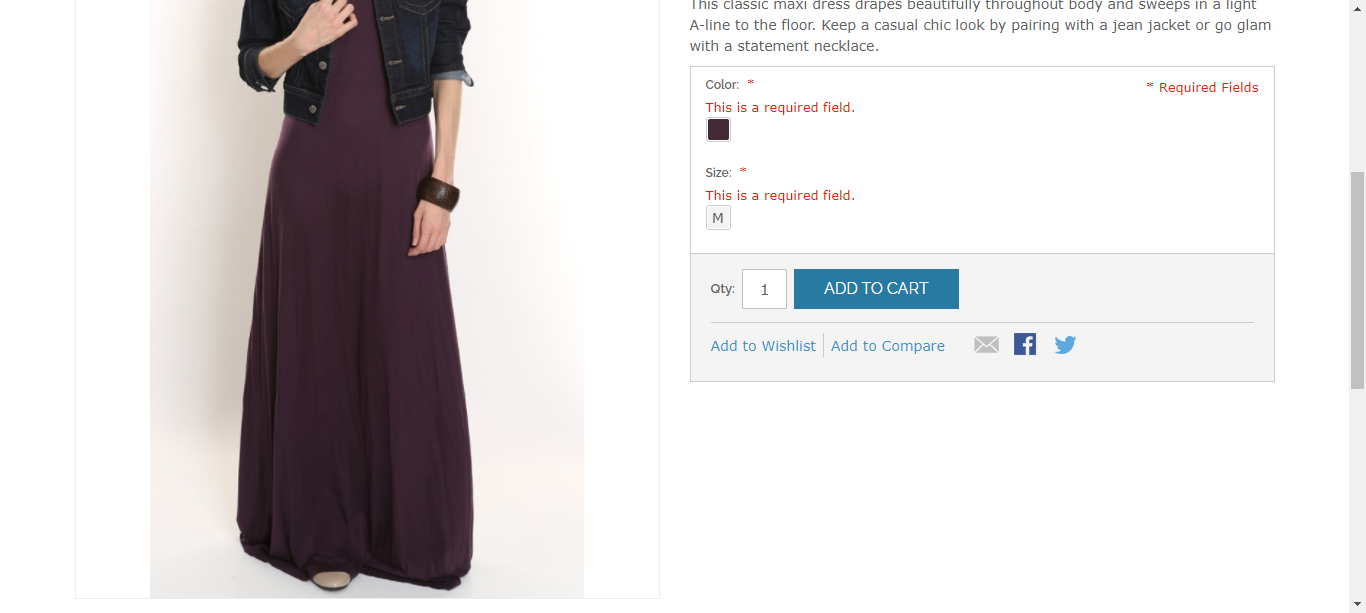 This classic maxi dress drapes beautifully throughout body and sweeps in a light
A-line to the floor. Keep a casual chic look by pairing with a jean jacket or go glam
with a statement necklace.
Color: *
* Required Fields
This is a required field.
Size: *
This is a required field.
M
Qty: 1 ADD TO CART
Add to Wishlist Add to Compare